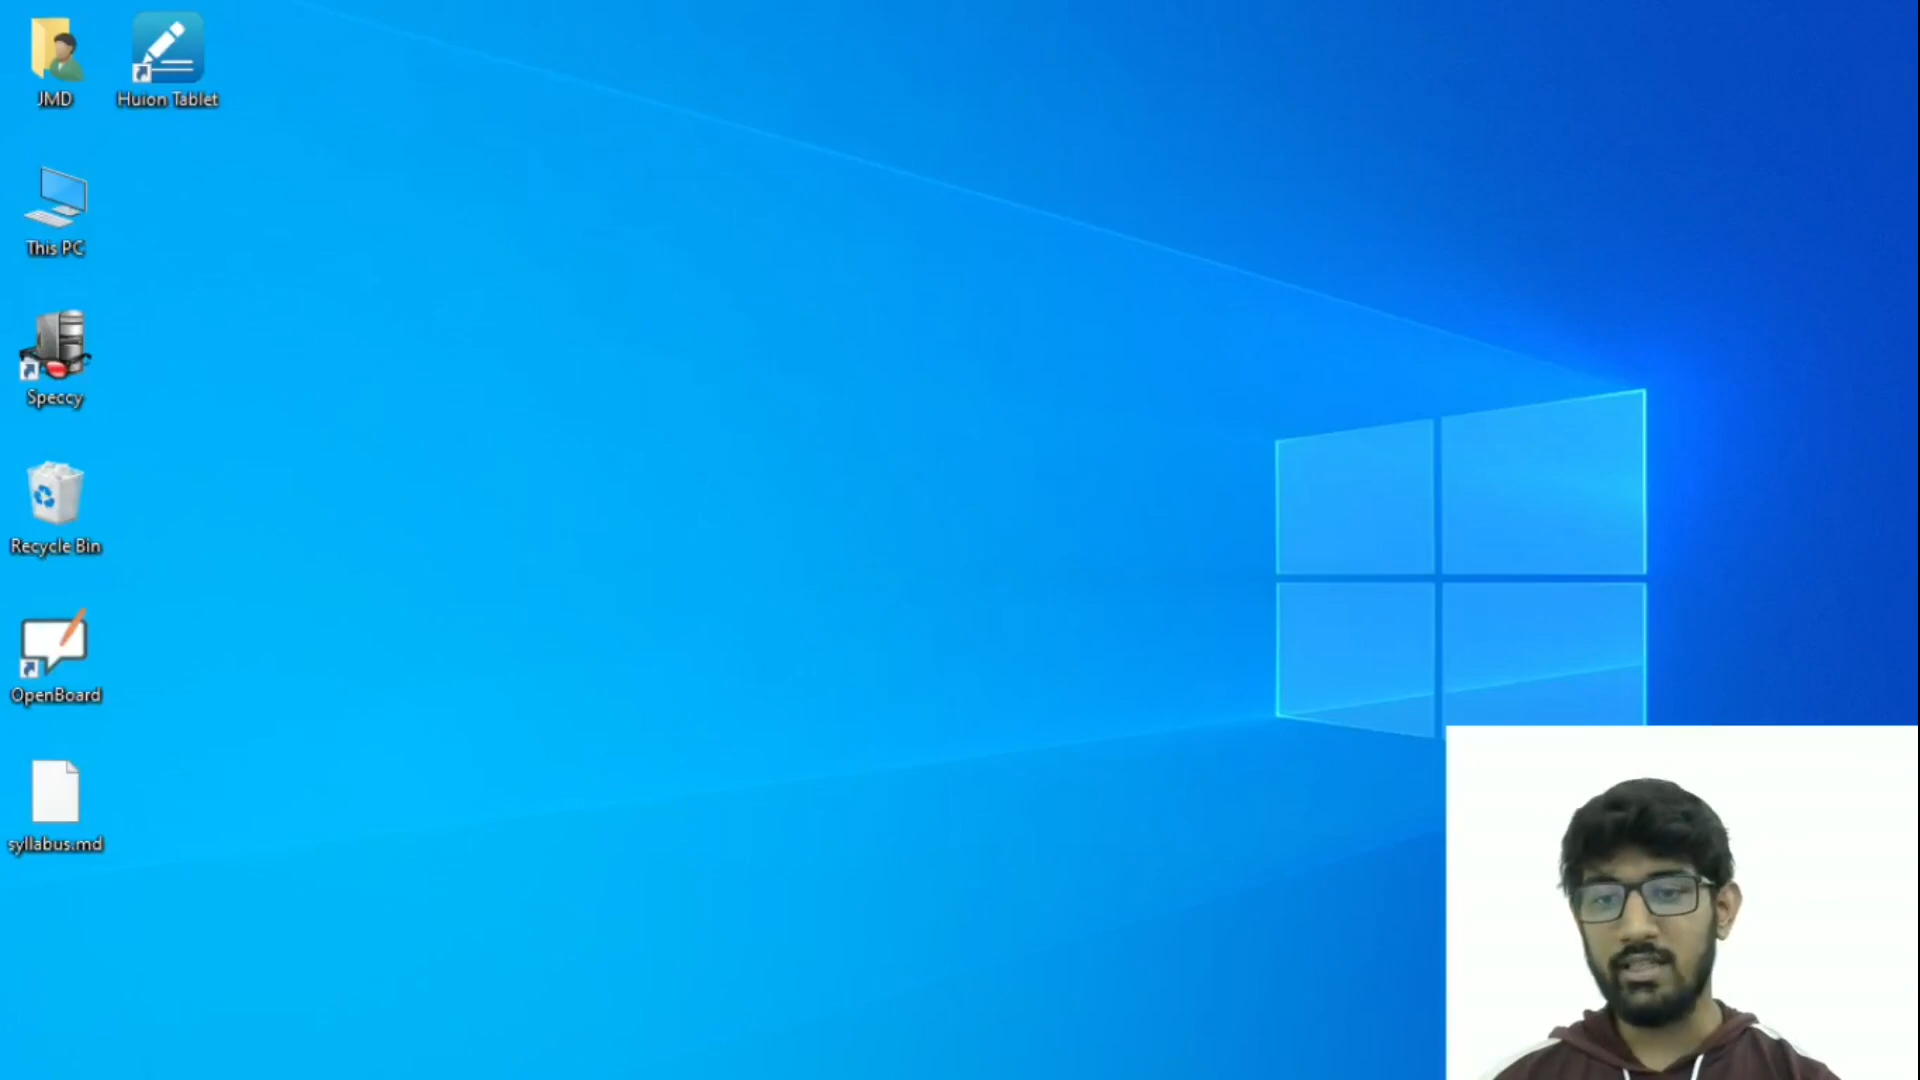 JMD
Huion Tablet
This PC
Speccy
Recycle Bin
OpenBoard
syllabus.md